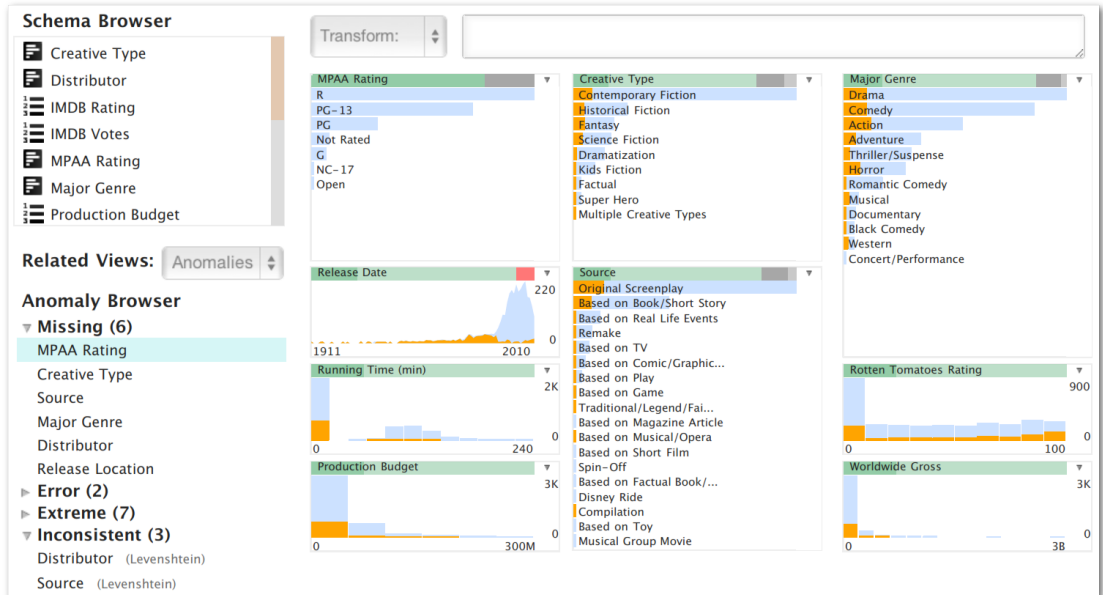 Schema Browser
Creative Type
Distributor
IMDB Rating
IMDB Votes
MPAA Rating
Major Genre
Production Budget
Related Views: Anomalies
Anomaly Browser
Missing (6)
MPAA Rating
Creative Type
Source
Major Genre
Distributor
Release Location
Error (2)
Extreme (7)
Inconsistent (3)
Distributor (Levenshtein)
Source (Levenshtein)
Transform:
MPAA Rating
R
PG-13
PG
Not Rated
G
NC-17
Open
Creative Type
Contemporary Fiction
Historical Fiction
Fantasy
Science Fiction
Dramatization
Kids Fiction
Factual
Super Hero
Multiple Creative Types
Major Genre
Drama
Comedy
Action
Adventure
Thriller/Suspense
Horror
Romantic Comedy
Musical
Documentary
Black Comedy
Western
Concert/Performance
Release Date
220
0
1911 2010
Running Time (min)
2K
0
0 240
Production Budget
3K
0
0 300M
Source
Original Screenplay
Based on Book/Short Story
Based on Real Life Events
Remake
Based on TV
Based on Comic/Graphic...
Based on Play
Based on Game
Traditional/Legend/Fai...
Based on Magazine Article
Based on Musical/Opera
Based on Short Film
Spin-Off
Based on Factual Book/...
Disney Ride
Compilation
Based on Toy
Musical Group Movie
Rotten Tomatoes Rating
900
0
0 100
Worldwide Gross
3K
0
0 3B